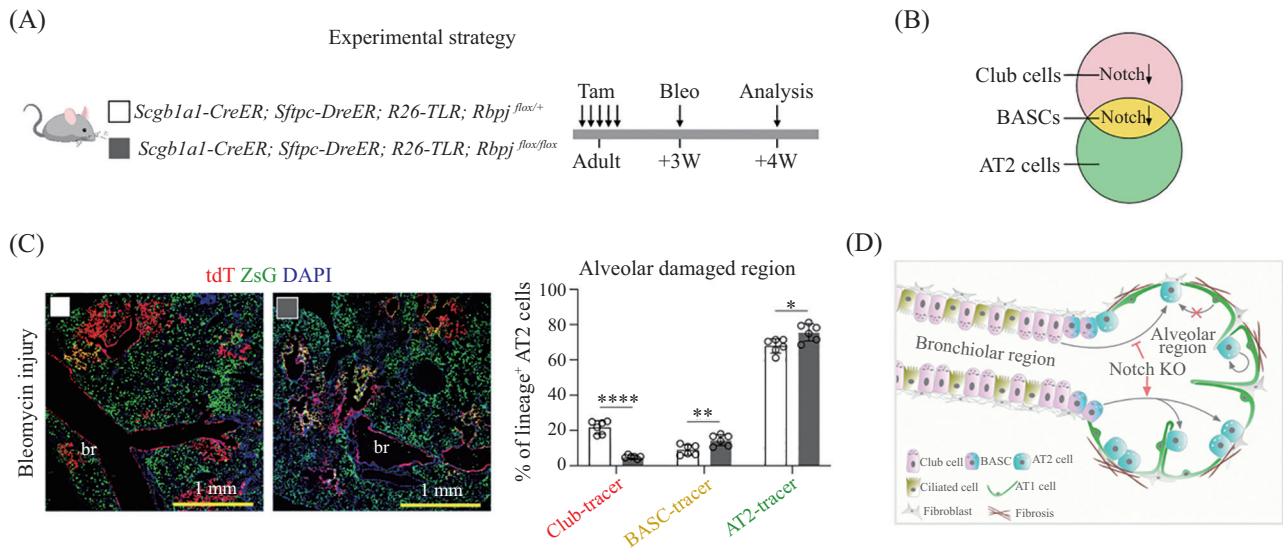 (A)
Experimental strategy
Scgb1a1-CreER; Sftpc-DreER; R26-TLR; Rbpj flox/+
Scgb1a1-CreER; Sftpc-DreER; R26-TLR; Rbpj flox/flox
Tam Bleo Analysis
Adult +3W +4W
(B)
Club cells
BASCs
AT2 cells
Notch↓
Notch↓
(C)
tdT ZsG DAPI
Bleomycin injury
br
1 mm
br
1 mm
Alveolar damaged region
% of lineage+ AT2 cells
100
80
60
40
20
0
****
**
*
Club-tracer
BASC-tracer
AT2-tracer
(D)
Bronchiolar region
Alveolar
region
Notch KO
Club cell BASC AT2 cell
Ciliated cell AT1 cell
Fibroblast Fibrosis